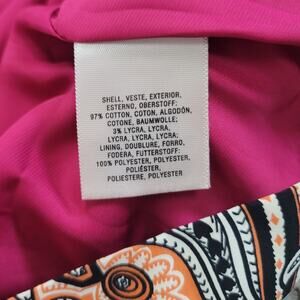 SHELL, VESTE, EXTERIOR,
ESTERNO, OBERSTOFF:
97% COTTON, COTON, ALGODÓN,
COTONE, BAUMWOLLE;
3% LYCRA, LYCRA,
LYCRA, LYCRA, LYCRA;
LINING, DOUBLURE, FORRO,
FODERA, FUTTERSTOFF:
100% POLYESTER, POLYESTER,
POLIÉSTER,
POLIESTERE, POLYESTER